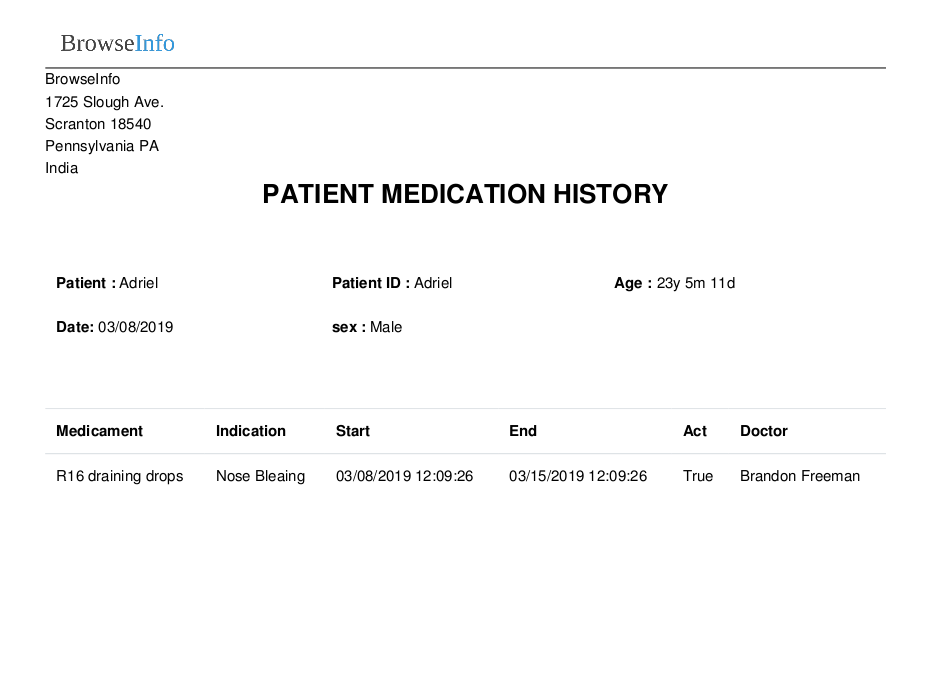 BrowseInfo
BrowseInfo
1725 Slough Ave.
Scranton 18540
Pennsylvania PA
India
PATIENT MEDICATION HISTORY
Patient : Adriel Patient ID : Adriel Age : 23y 5m 11d
Date: 03/08/2019 sex : Male
Medicament Indication Start End Act Doctor
R16 draining drops Nose Bleaing 03/08/2019 12:09:26 03/15/2019 12:09:26 True Brandon Freeman